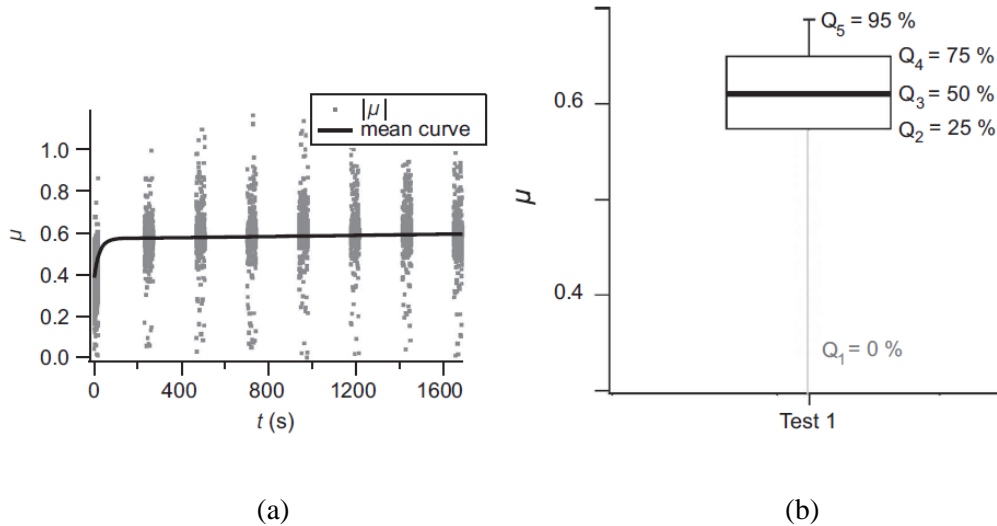 |μ|
mean curve
1.0
0.8
0.6
0.4
0.2
0.0
μ
0
400
800
1200
1600
t (s)
(a)
Q5 = 95 %
Q4 = 75 %
Q3 = 50 %
Q2 = 25 %
Q1 = 0 %
0.6
0.4
μ
Test 1
(b)